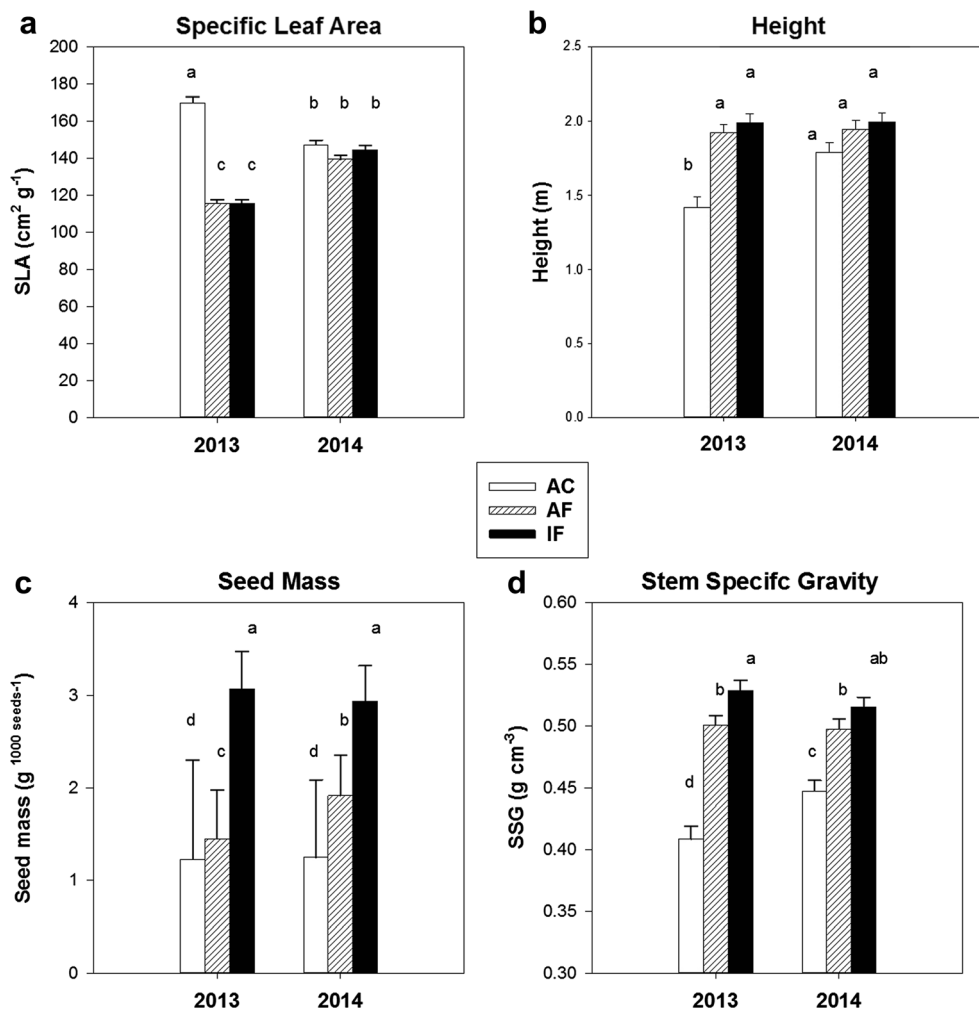 a
Specific Leaf Area
200
180
160
140
120
100
80
60
40
20
0
SLA (cm² g⁻¹)
a
c c
b b b
2013 2014
b
Height
2.5
2.0
1.5
1.0
0.5
0.0
Height (m)
b
a
a
a
a
a
2013 2014
AC
AF
IF
c
Seed Mass
4
3
2
1
0
Seed mass (g 1000 seeds-1)
d
c
a
d
b
a
2013 2014
d
Stem Specifc Gravity
0.60
0.55
0.50
0.45
0.40
0.35
0.30
SSG (g cm⁻³)
d
b
a
c
b
ab
2013 2014